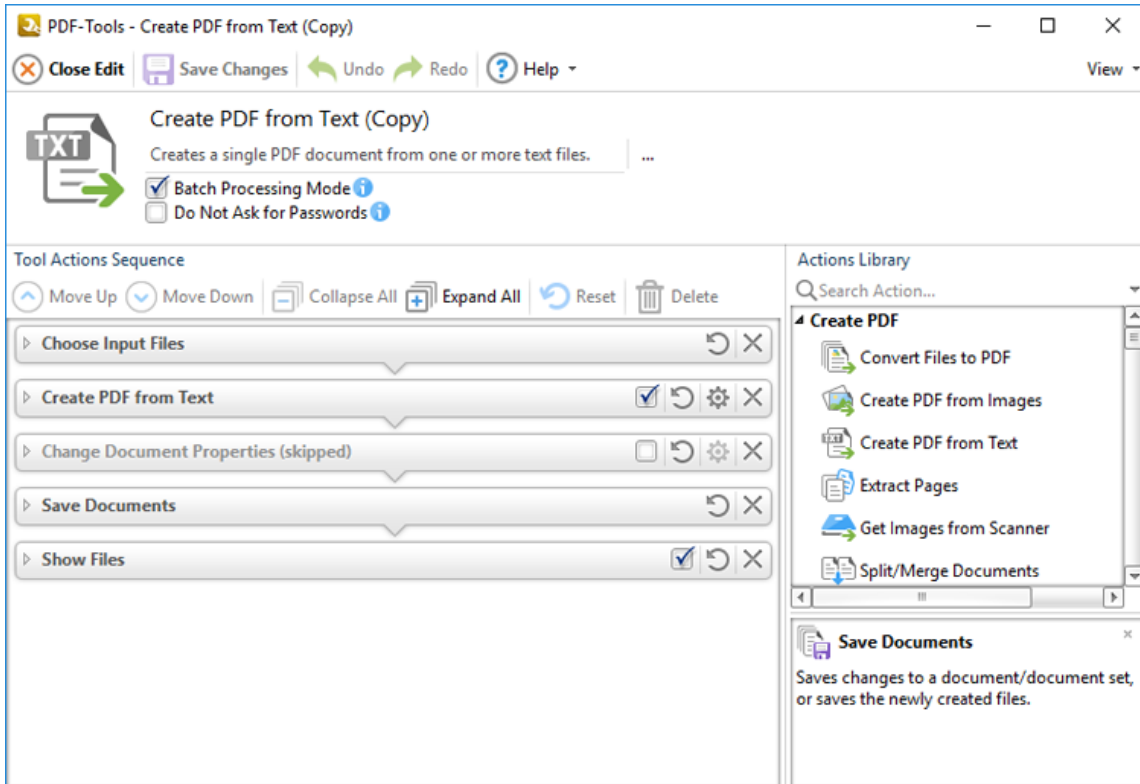 PDF-Tools - Create PDF from Text (Copy)
Close Edit Save Changes Undo Redo ? Help View
TXT
Create PDF from Text (Copy)
Creates a single PDF document from one or more text files. ...
Batch Processing Mode i
Do Not Ask for Passwords i
Tool Actions Sequence
Move Up Move Down Collapse All Expand All Reset Delete
Choose Input Files
Create PDF from Text
Change Document Properties (skipped)
Save Documents
Show Files
Actions Library
Search Action...
Create PDF
Convert Files to PDF
Create PDF from Images
TXT Create PDF from Text
Extract Pages
Get Images from Scanner
Split/Merge Documents
Save Documents
Saves changes to a document/document set,
or saves the newly created files.